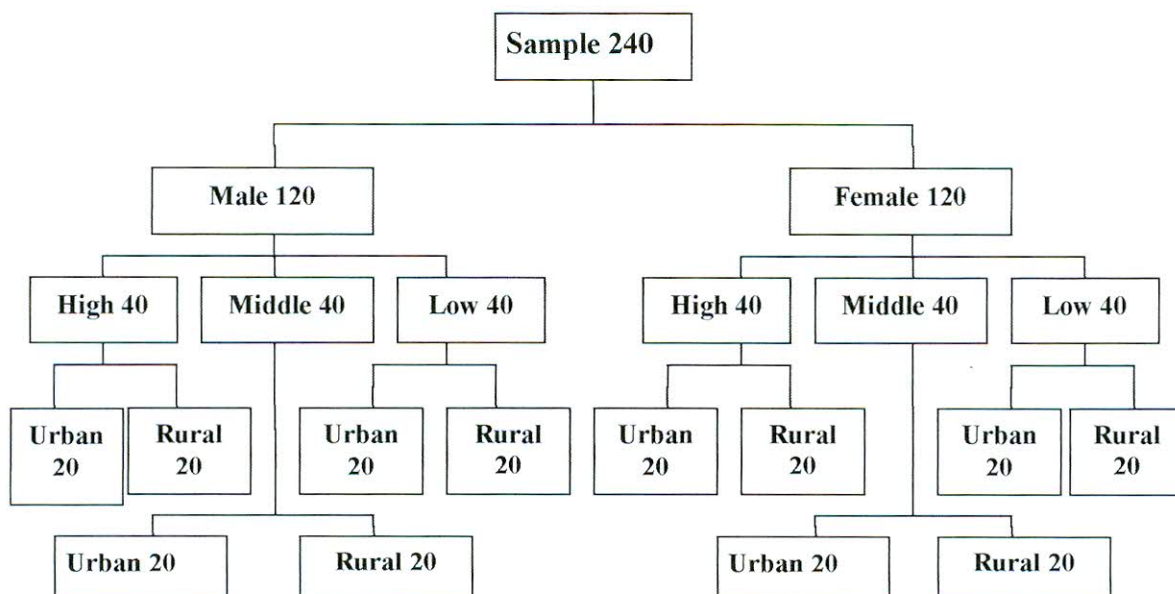 Sample 240
Male 120
Female 120
High 40
Middle 40
Low 40
High 40
Middle 40
Low 40
Urban
20
Rural
20
Urban
20
Rural
20
Urban
20
Rural
20
Urban
20
Rural
20
Urban 20
Rural 20
Urban 20
Rural 20